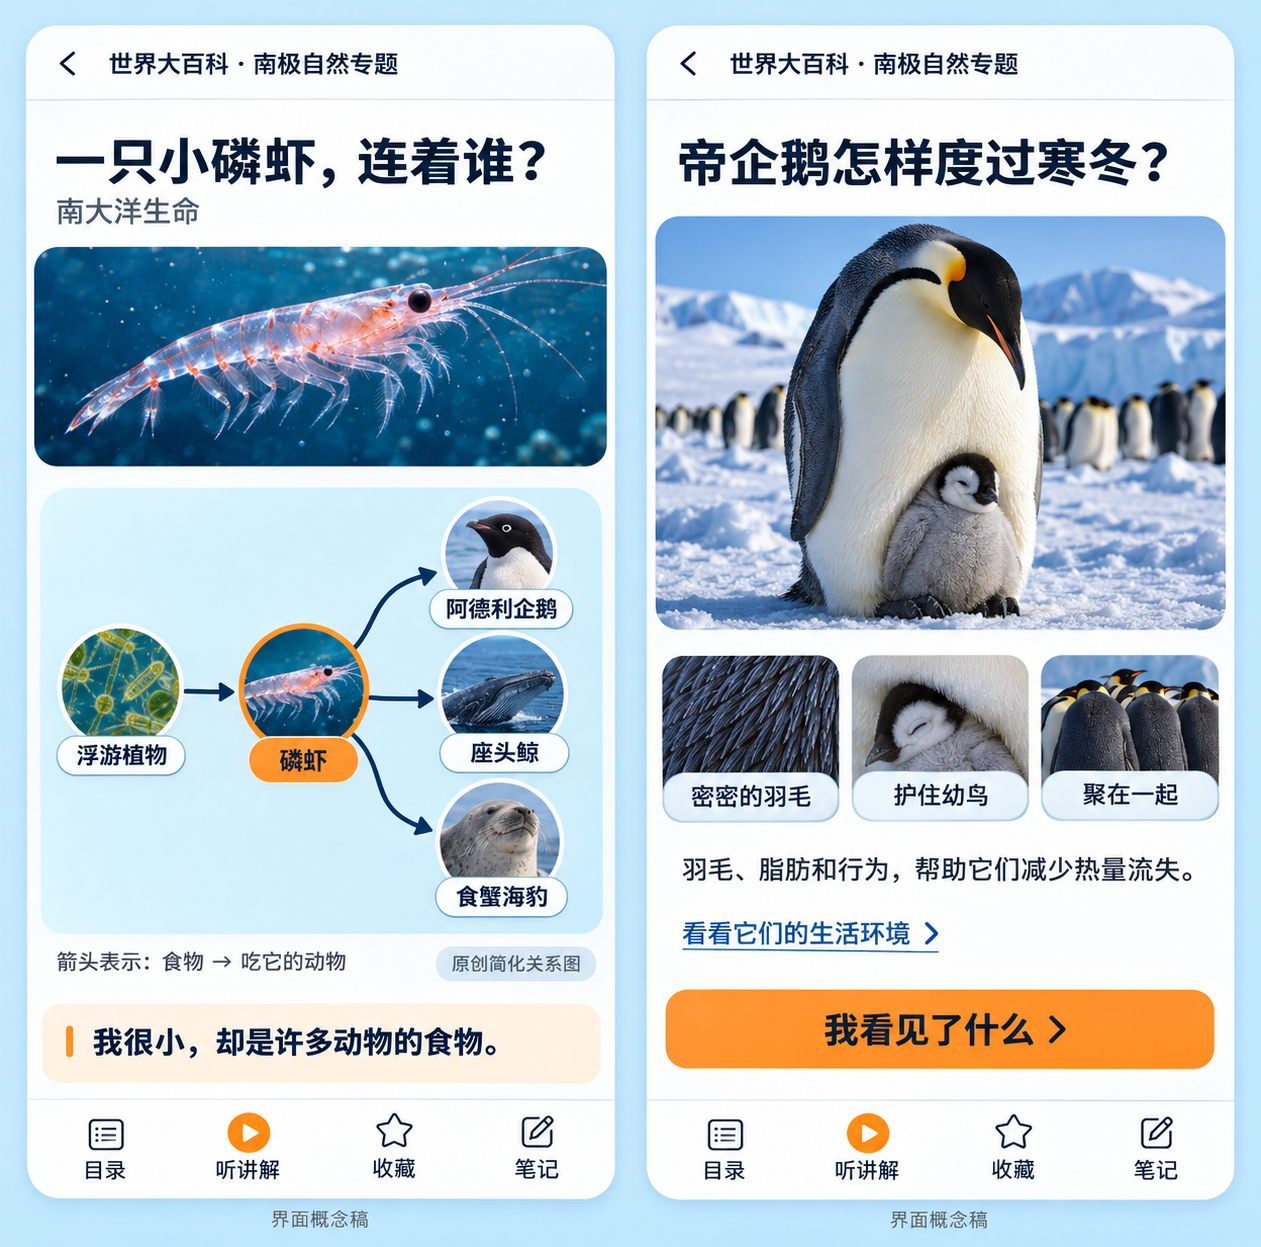 世界大百科 · 南极自然专题
一只小磷虾，连着谁？
南大洋生命
阿德利企鹅
浮游植物
磷虾
座头鲸
食蟹海豹
箭头表示：食物 → 吃它的动物
原创简化关系图
我很小，却是许多动物的食物。
目录
听讲解
收藏
笔记
界面概念稿
世界大百科 · 南极自然专题
帝企鹅怎样度过寒冬？
密密的羽毛
护住幼鸟
聚在一起
羽毛、脂肪和行为，帮助它们减少热量流失。
看看它们的生活环境 >
我看见了什么 >
目录
听讲解
收藏
笔记
界面概念稿